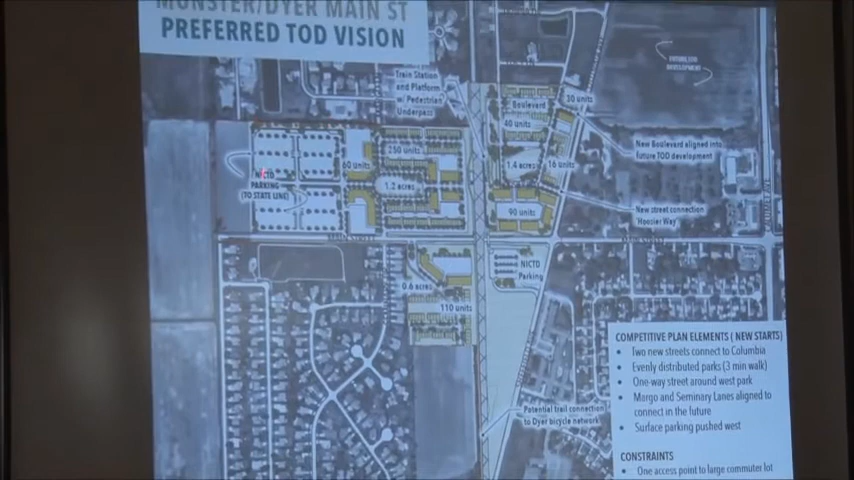 MUNSTER/DYER MAIN ST
PREFERRED TOD VISION
Train Station
and Platform
w/ Pedestrian
Underpass
Boulevard
40 units
30 units
250 units
60 units
1.4 acres
16 units
1.2 acres
90 units
NICTD
PARKING
(TO STATE LINE)
New Boulevard aligned into
future TOD development
New street connection
'Hoosier Way'
NICTD
Parking
0.6 acres
110 units
Potential trail connection
to Dyer bicycle network
COMPETITIVE PLAN ELEMENTS ( NEW STARTS)
• Two new streets connect to Columbia
• Evenly distributed parks (3 min walk)
• One-way street around west park
• Margo and Seminary Lanes aligned to
connect in the future
• Surface parking pushed west
CONSTRAINTS
• One access point to large commuter lot